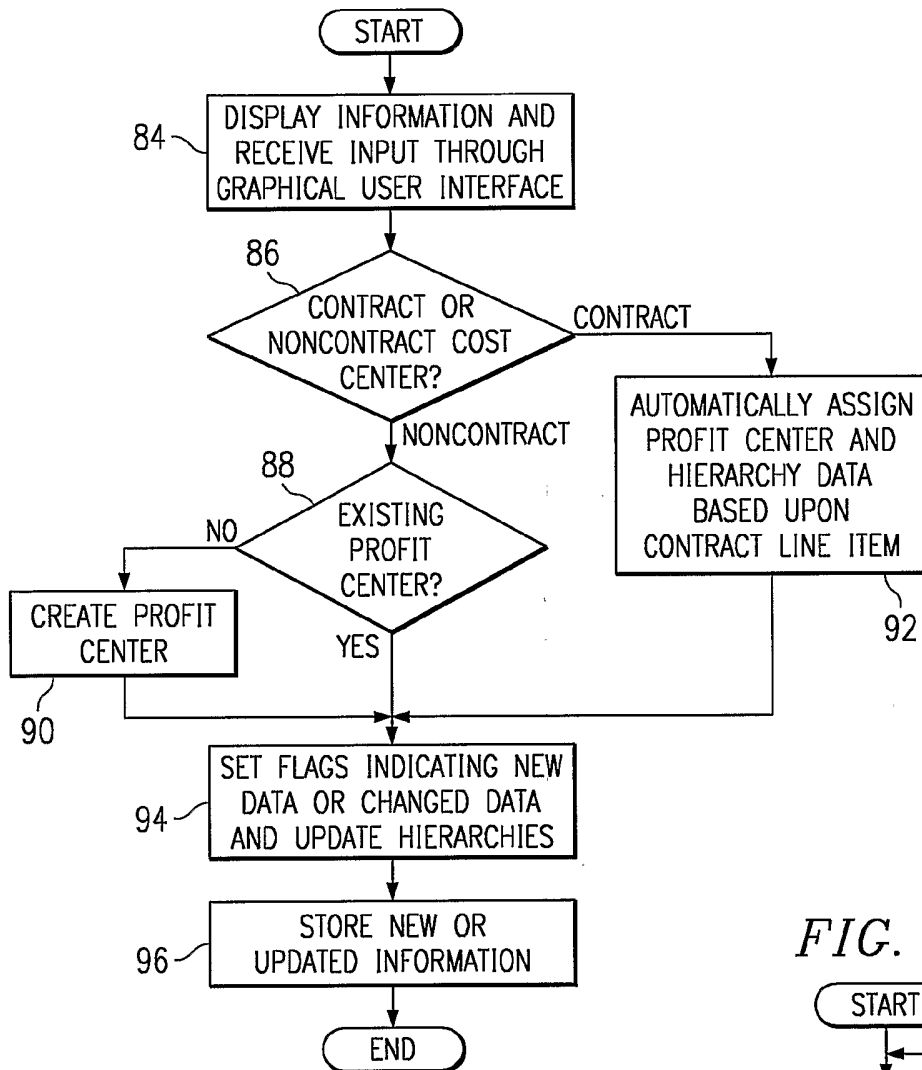 START
84
DISPLAY INFORMATION AND
RECEIVE INPUT THROUGH
GRAPHICAL USER INTERFACE
86
CONTRACT OR
NONCONTRACT COST
CENTER?
CONTRACT
NONCONTRACT
AUTOMATICALLY ASSIGN
PROFIT CENTER AND
HIERARCHY DATA
BASED UPON
CONTRACT LINE ITEM
92
88
EXISTING
PROFIT
CENTER?
NO
YES
CREATE PROFIT
CENTER
90
94
SET FLAGS INDICATING NEW
DATA OR CHANGED DATA
AND UPDATE HIERARCHIES
96
STORE NEW OR
UPDATED INFORMATION
END
FIG.
START